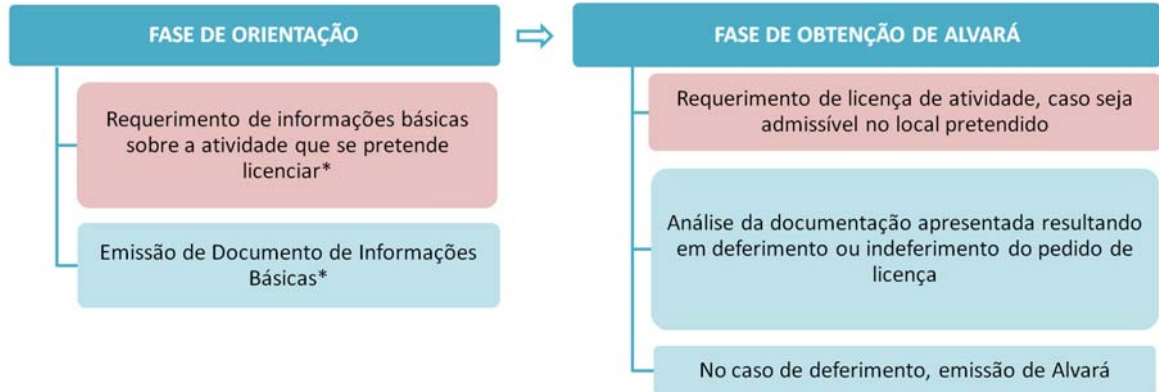 FASE DE ORIENTAÇÃO
Requerimento de informações básicas
sobre a atividade que se pretende
licenciar*
Emissão de Documento de Informações
Básicas*
FASE DE OBTENÇÃO DE ALVARÁ
Requerimento de licença de atividade, caso seja
admissível no local pretendido
Análise da documentação apresentada resultando
em deferimento ou indeferimento do pedido de
licença
No caso de deferimento, emissão de Alvará